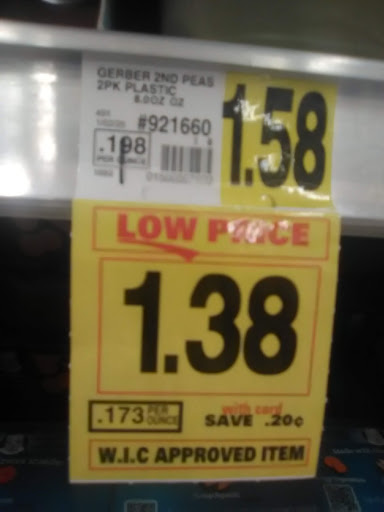 GERBER 2ND PEAS
2PK PLASTIC
8.0OZ OZ
#921660
.198
PER OUNCE
1.58
LOW PRICE
1.38
.173 PER OUNCE
with card
SAVE .20¢
W.I.C APPROVED ITEM